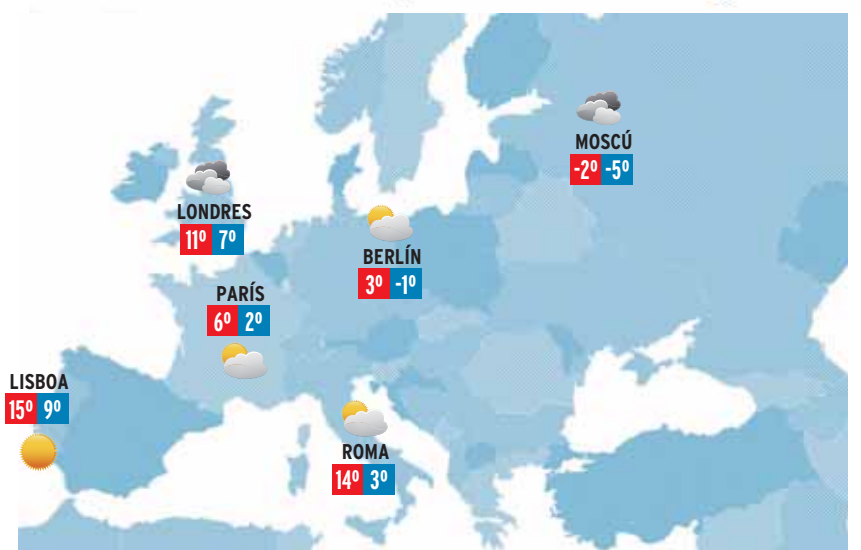 MOSCÚ
-2º -5º
LONDRES
11º 7º
BERLÍN
3º -1º
PARÍS
6º 2º
LISBOA
15º 9º
ROMA
14º 3º